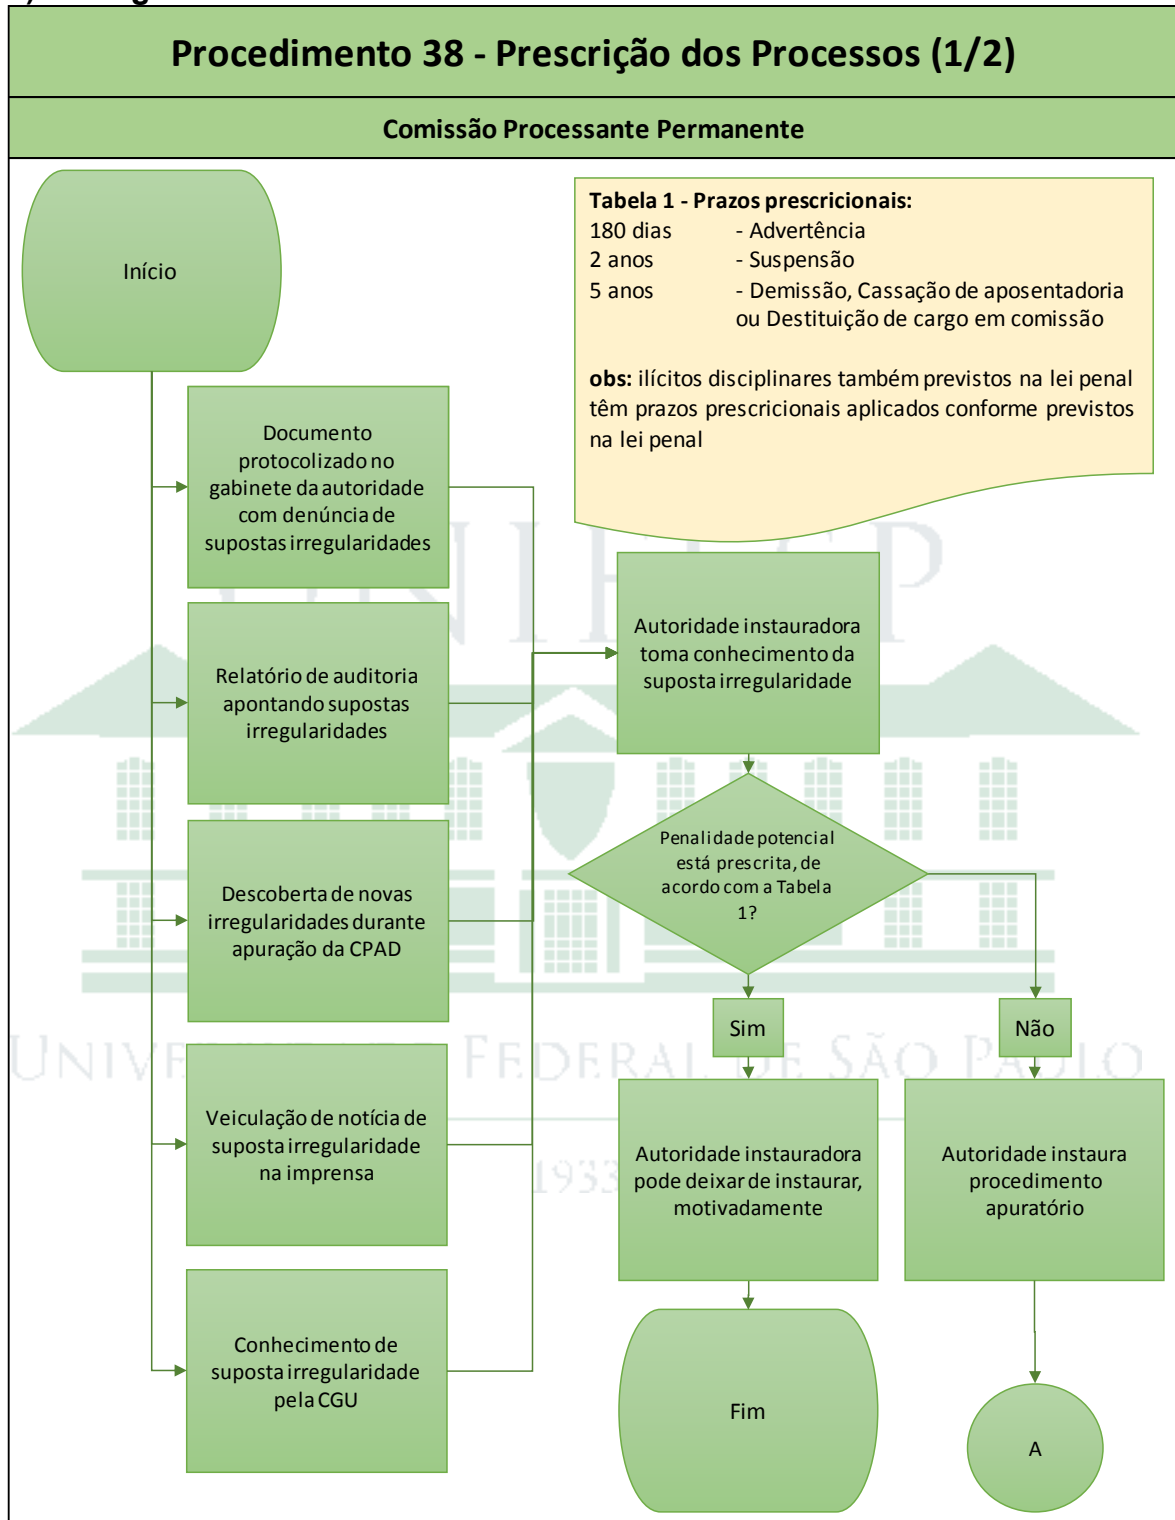 Procedimento 38 - Prescrição dos Processos (1/2)
Comissão Processante Permanente
Início
Tabela 1 - Prazos prescricionais:
180 dias - Advertência
2 anos - Suspensão
5 anos - Demissão, Cassação de aposentadoria
ou Destituição de cargo em comissão
obs: ilícitos disciplinares também previstos na lei penal
têm prazos prescricionais aplicados conforme previstos
na lei penal
Documento
protocolizado no
gabinete da autoridade
com denúncia de
supostas irregularidades
Relatório de auditoria
apontando supostas
irregularidades
Descoberta de novas
irregularidades durante
apuração da CPAD
Veiculação de notícia de
suposta irregularidade
na imprensa
Conhecimento de
suposta irregularidade
pela CGU
Autoridade instauradora
toma conhecimento da
suposta irregularidade
Penalidade potencial
está prescrita, de
acordo com a Tabela
1?
Sim
Não
Autoridade instauradora
pode deixar de instaurar,
motivadamente
Autoridade instaura
procedimento
apuratório
Fim
A
FEDERAL DE SÃO PAULO
1933